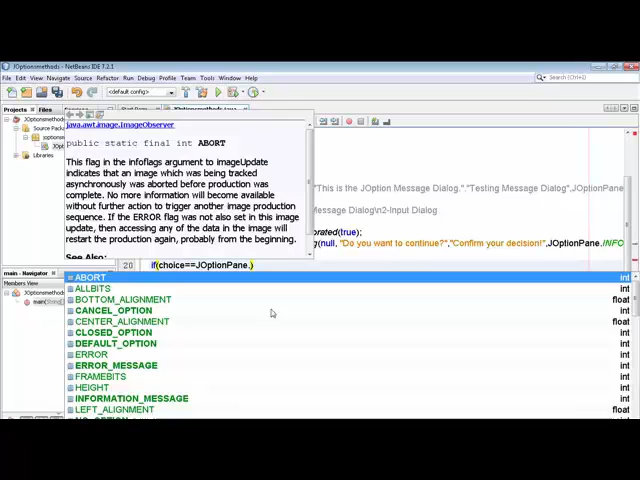 JOptionsmethods - NetBeans IDE 7.2.1
File Edit View Navigate Source Refactor Run Debug Profile Team Tools Window Help
Search (Ctrl+I)
<default config>
Projects Files
JOptionsmethods.java
Source Pack
Libraries
java.awt.image.ImageObserver
public static final int ABORT
This flag in the infoflags argument to imageUpdate
indicates that an image which was being tracked
asynchronously was aborted before production was
complete. No more information will become available
without further action to trigger another image production
sequence. If the ERROR flag was not also set in this image
update, then accessing any of the data in the image will
restart the production again, probably from the beginning.
See Also:
"This is the JOption Message Dialog.","Testing Message Dialog",JOptionPane
Message Dialog\n2-Input Dialog
orated(true);
g(null, "Do you want to continue?","Confirm your decision!",JOptionPane.INFO
20 if(choice==JOptionPane.)
main - Navigator
Members View
JOptionsmethods
main(String[]
ABORT int
ALLBITS int
BOTTOM_ALIGNMENT float
CANCEL_OPTION int
CENTER_ALIGNMENT float
CLOSED_OPTION int
DEFAULT_OPTION int
ERROR int
ERROR_MESSAGE int
FRAMEBITS int
HEIGHT int
INFORMATION_MESSAGE int
LEFT_ALIGNMENT float